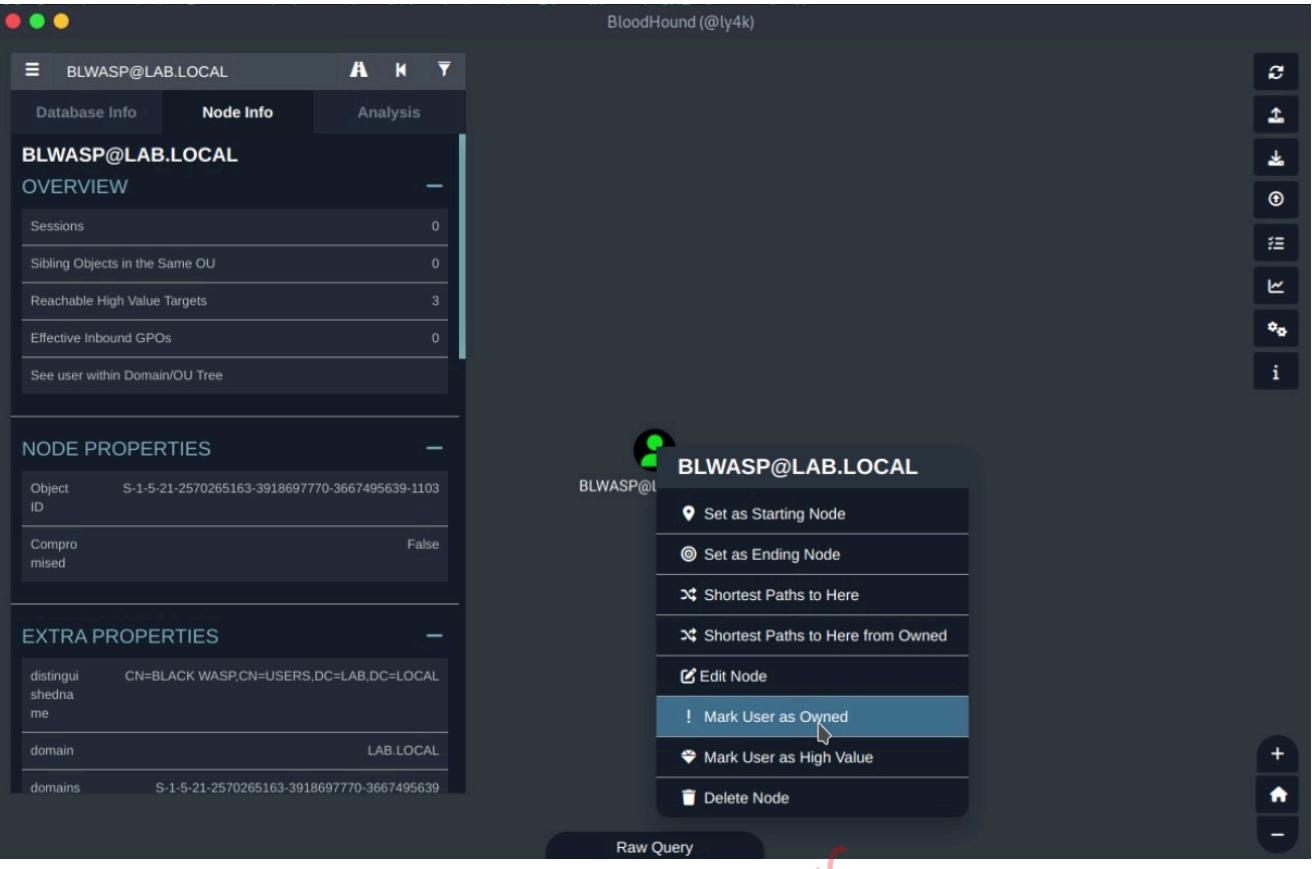 BloodHound (@ly4k)
BLWASP@LAB.LOCAL
Database Info Node Info Analysis
BLWASP@LAB.LOCAL
OVERVIEW
Sessions 0
Sibling Objects in the Same OU 0
Reachable High Value Targets 3
Effective Inbound GPOs 0
See user within Domain/OU Tree
NODE PROPERTIES
Object S-1-5-21-2570265163-3918697770-3667495639-1103
ID
Compro False
mised
EXTRA PROPERTIES
distingui CN=BLACK WASP,CN=USERS,DC=LAB,DC=LOCAL
shedna
me
domain LAB.LOCAL
domains S-1-5-21-2570265163-3918697770-3667495639
BLWASP@L
BLWASP@LAB.LOCAL
Set as Starting Node
Set as Ending Node
Shortest Paths to Here
Shortest Paths to Here from Owned
Edit Node
! Mark User as Owned
Mark User as High Value
Delete Node
Raw Query